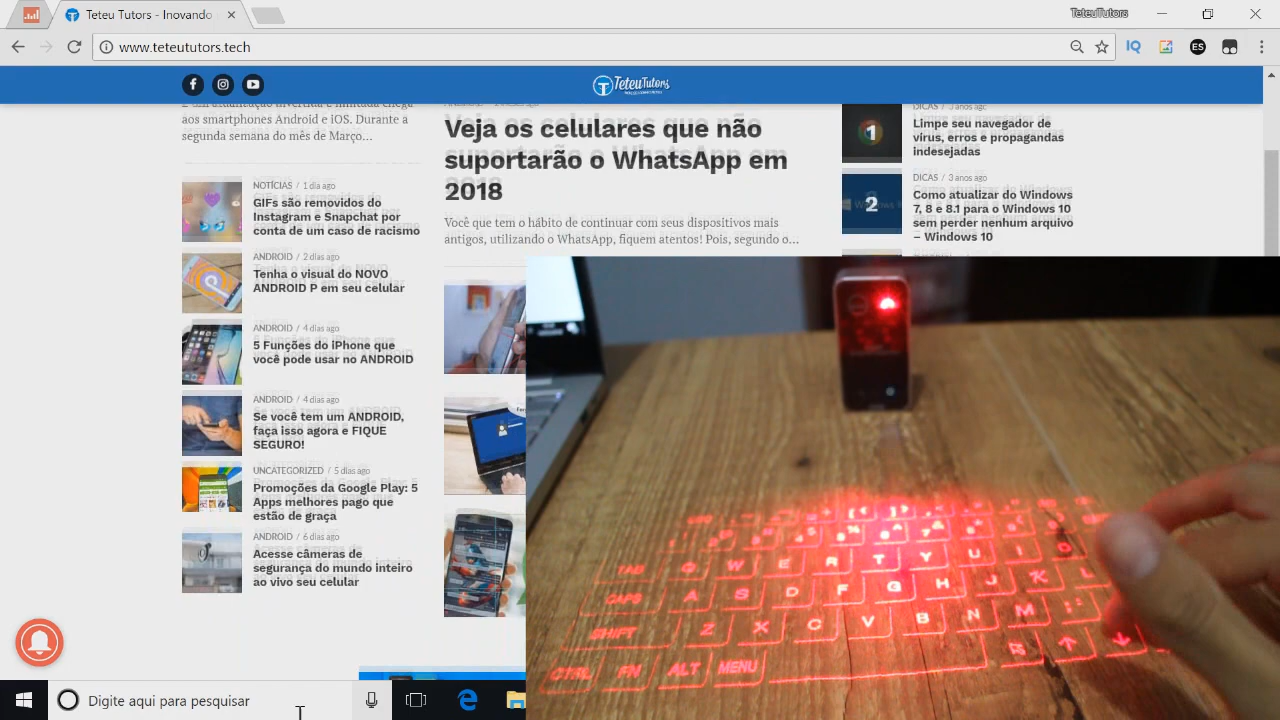 Teteu Tutors - Inovando
TeteuTutors
www.teteututors.tech
IQ
ES
TeteuTutors
aos smartphones Android e iOS. Durante a
segunda semana do mês de Março...
NOTÍCIAS / 1 dia ago
GIFs são removidos do
Instagram e Snapchat por
conta de um caso de racismo
ANDROID / 2 dias ago
Tenha o visual do NOVO
ANDROID P em seu celular
ANDROID / 4 dias ago
5 Funções do iPhone que
você pode usar no ANDROID
ANDROID / 4 dias ago
Se você tem um ANDROID,
faça isso agora e FIQUE
SEGURO!
UNCATEGORIZED / 5 dias ago
Promoções da Google Play: 5
Apps melhores pago que
estão de graça
ANDROID / 6 dias ago
Acesse câmeras de
segurança do mundo inteiro
ao vivo seu celular
Veja os celulares que não
suportarão o WhatsApp em
2018
Você que tem o hábito de continuar com seus dispositivos mais
antigos, utilizando o WhatsApp, fiquem atentos! Pois, segundo o...
DICAS / 3 anos ago
1
Limpe seu navegador de
vírus, erros e propagandas
indesejadas
DICAS / 3 anos ago
2
Como atualizar do Windows
7, 8 e 8.1 para o Windows 10
sem perder nenhum arquivo
– Windows 10
TAB Q W E R T Y U I O
CAPS A S D F G H J K L
SHIFT Z X C V B N M
CTRL FN ALT MENU
Digite aqui para pesquisar